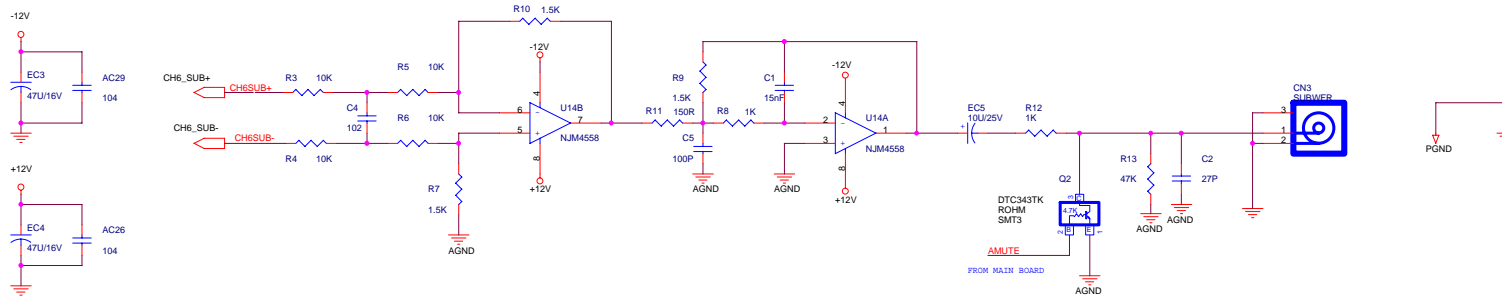 -12V
EC3
47U/16V
AC29
104
+12V
EC4
47U/16V
AC26
104
CH6_SUB+
CH6SUB+
CH6_SUB-
CH6SUB-
R3 10K
R5 10K
C4
102
R6 10K
R4 10K
R10 1.5K
-12V
4
U14B
6
7
5
NJM4558
8
+12V
R7
1.5K
AGND
R9
1.5K
R11 150R
R8 1K
C1
15nF
C5
100P
AGND
AGND
-12V
4
U14A
2
1
3
NJM4558
8
+12V
EC5
10U/25V
+
R12
1K
Q2
DTC343TK
ROHM
SMT3
3
C
4.7K
2
B
E
1
AMUTE
FROM MAIN BOARD
AGND
R13
47K
AGND
C2
27P
AGND
CN3
SUBWER
3
1
2
PGND